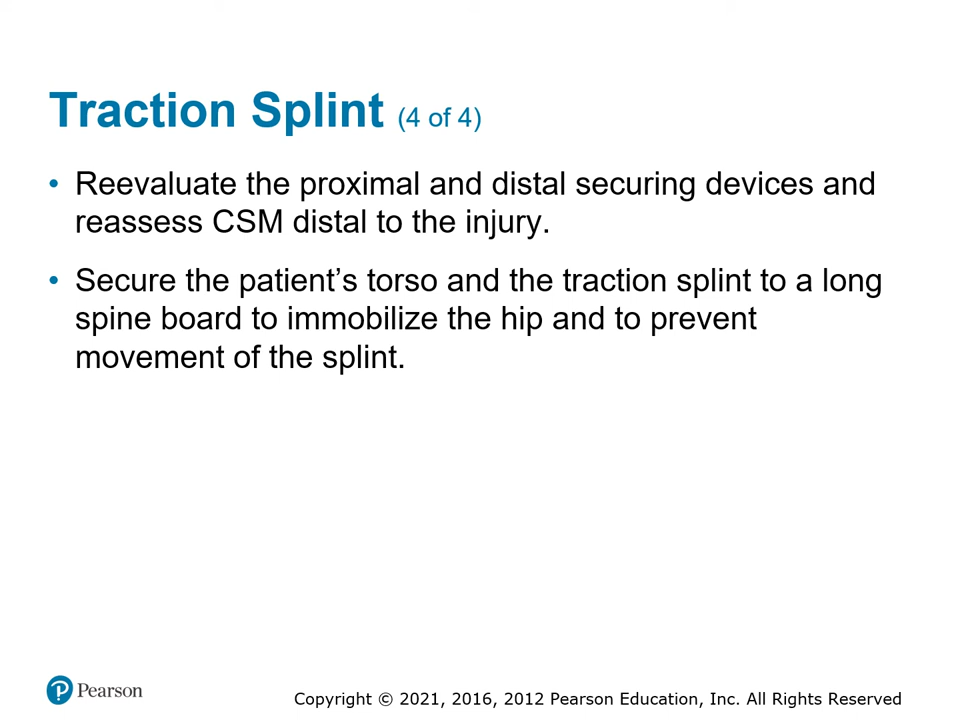 Traction Splint (4 of 4)
• Reevaluate the proximal and distal securing devices and
reassess CSM distal to the injury.
• Secure the patient’s torso and the traction splint to a long
spine board to immobilize the hip and to prevent
movement of the splint.
Pearson
Copyright © 2021, 2016, 2012 Pearson Education, Inc. All Rights Reserved